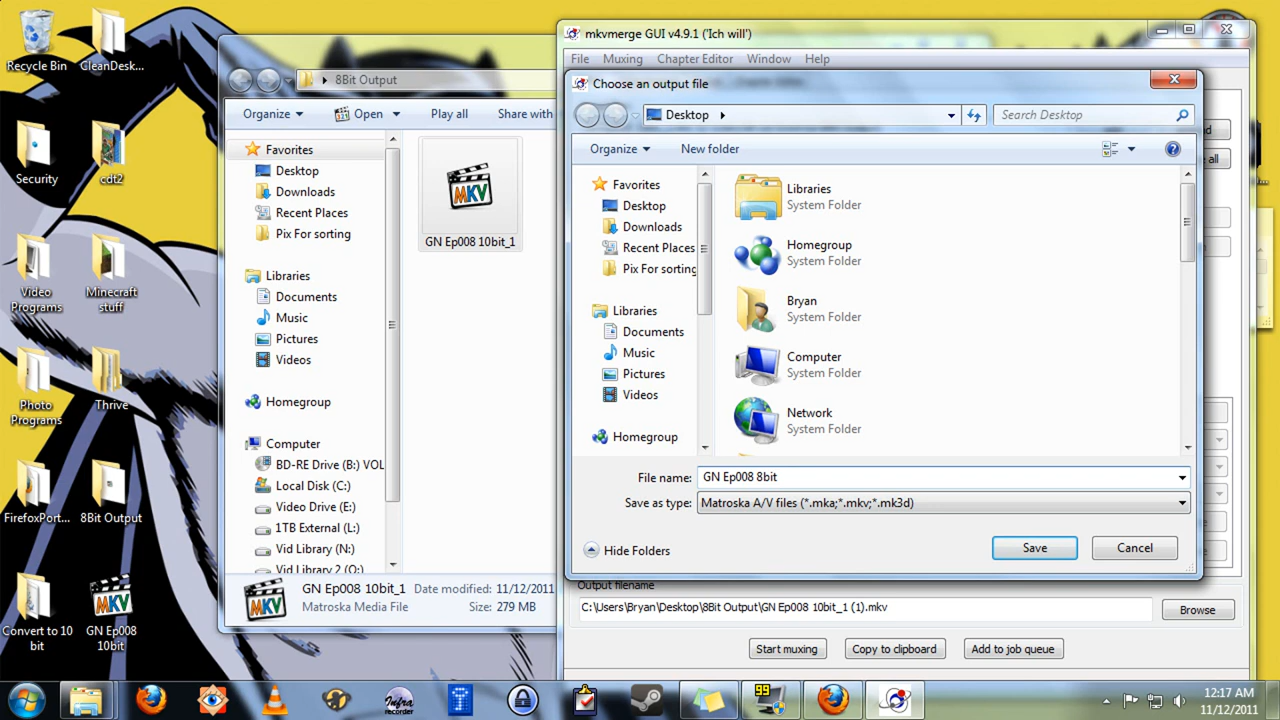 Recycle Bin
CleanDesk...
Security
cdt2
Video Programs
Minecraft stuff
Photo Programs
Thrive
FirefoxPort...
8Bit Output
Convert to 10 bit
GN Ep008 10bit
8Bit Output
Organize
Open
Play all
Share with
Favorites
Desktop
Downloads
Recent Places
Pix For sorting
Libraries
Documents
Music
Pictures
Videos
Homegroup
Computer
BD-RE Drive (B:) VOL
Local Disk (C:)
Video Drive (E:)
1TB External (L:)
Vid Library (N:)
Vid Library 2 (O:)
MKV
GN Ep008 10bit_1
MKV
GN Ep008 10bit_1 Date modified: 11/12/2011
Matroska Media File Size: 279 MB
mkvmerge GUI v4.9.1 ('Ich will')
File Muxing Chapter Editor Window Help
Choose an output file
Desktop
Search Desktop
Organize
New folder
Favorites
Desktop
Downloads
Recent Places
Pix For sorting
Libraries
Documents
Music
Pictures
Videos
Homegroup
Libraries
System Folder
Homegroup
System Folder
Bryan
System Folder
Computer
System Folder
Network
System Folder
File name: GN Ep008 8bit
Save as type: Matroska A/V files (*.mka;*.mkv;*.mk3d)
Hide Folders
Save
Cancel
all
Output filename
C:\Users\Bryan\Desktop\8Bit Output\GN Ep008 10bit_1 (1).mkv
Browse
Start muxing
Copy to clipboard
Add to job queue
Infra recorder
99
12:17 AM
11/12/2011